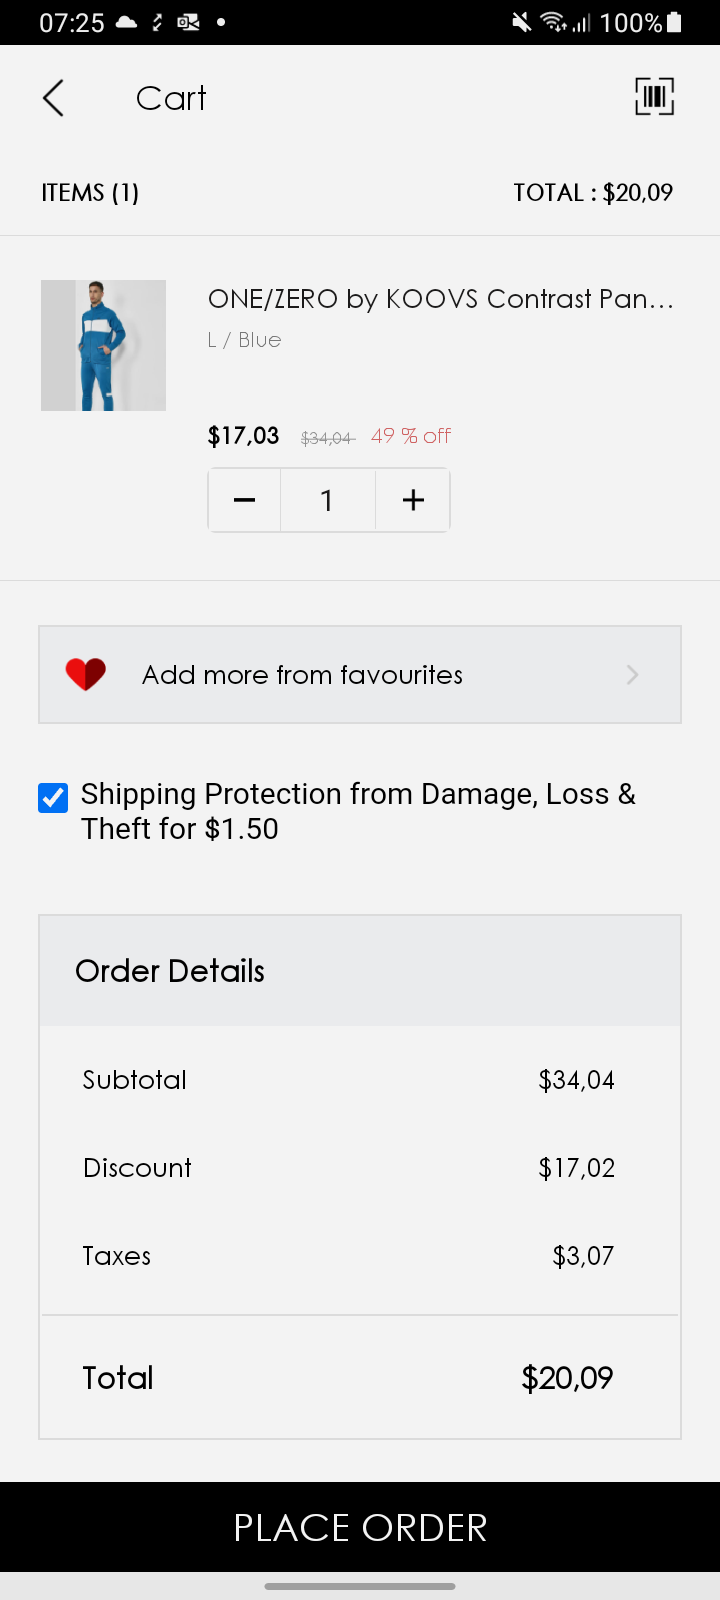 07:25 100%
Cart
ITEMS (1) TOTAL : $20,09
ONE/ZERO by KOOVS Contrast Pan...
L / Blue
$17,03 $34,04 49 % off
1
Add more from favourites
Shipping Protection from Damage, Loss &
Theft for $1.50
Order Details
Subtotal $34,04
Discount $17,02
Taxes $3,07
Total $20,09
PLACE ORDER